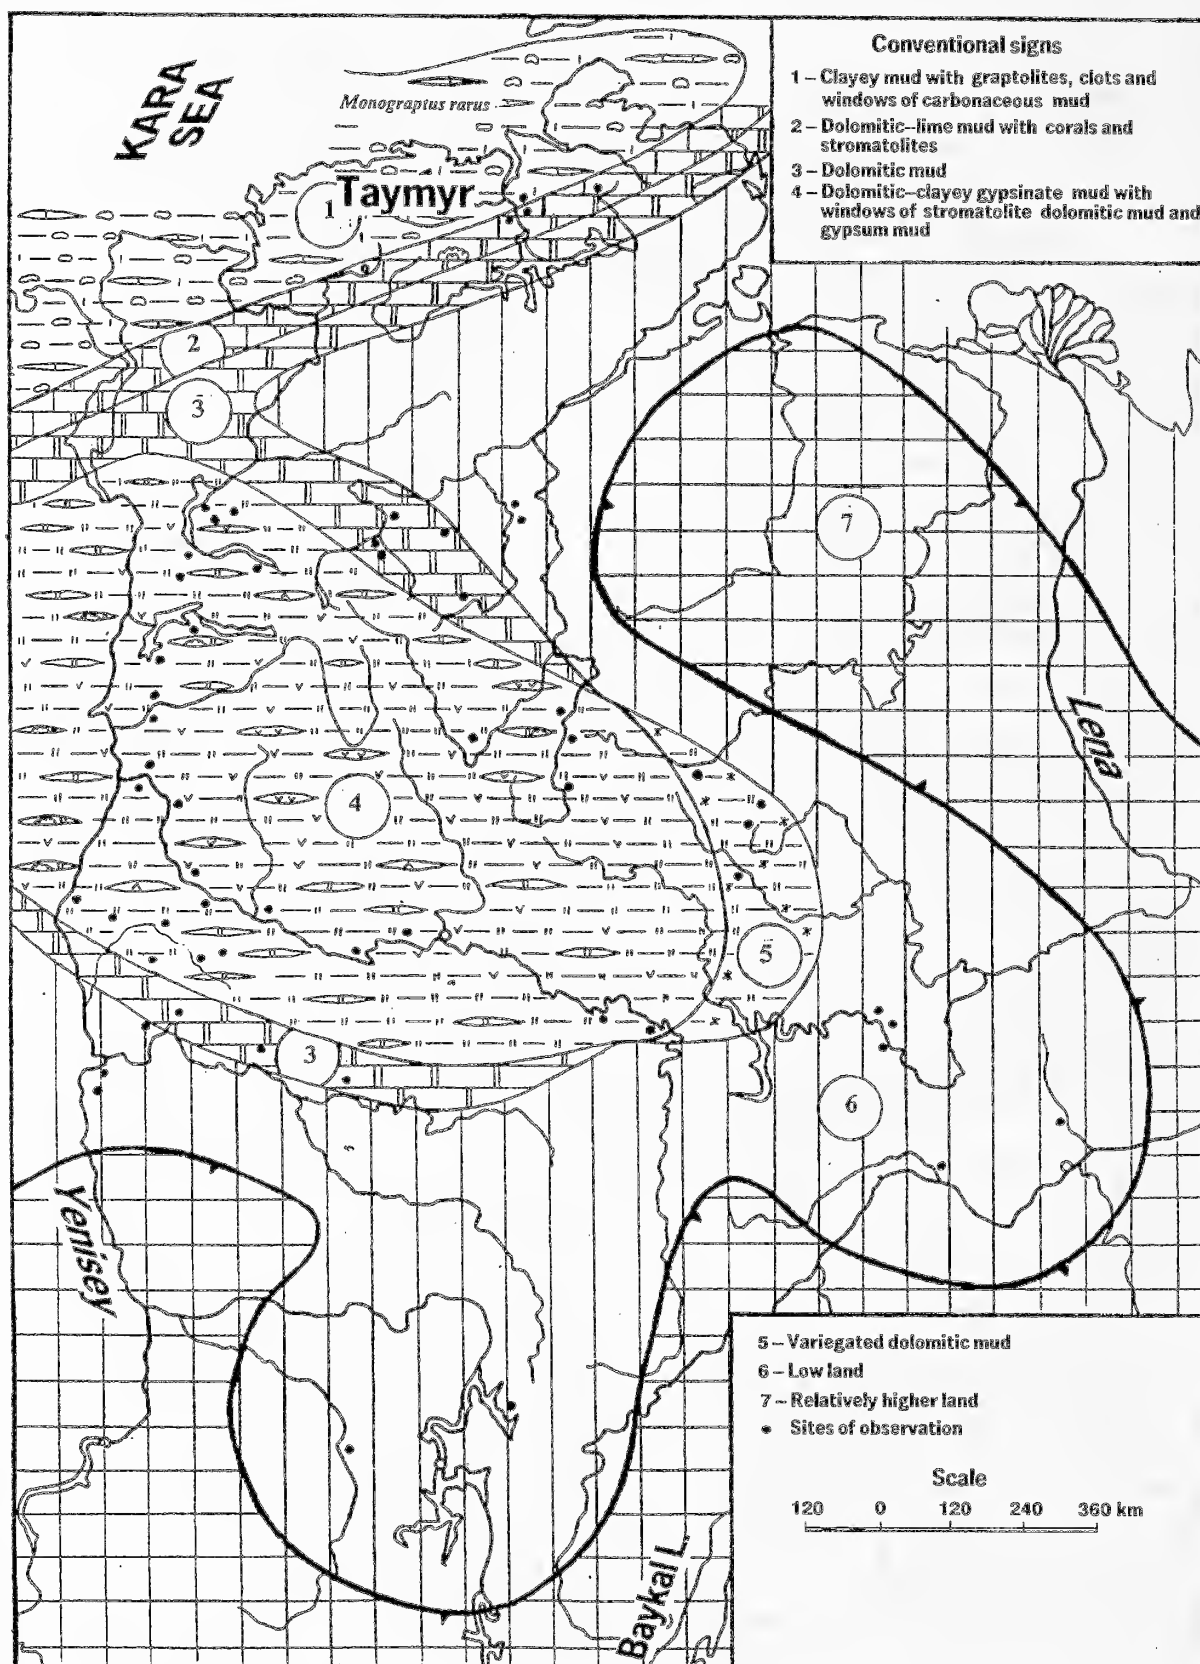 KARA
SEA
Conventional signs
1 – Clayey mud with graptolites, clots and
windows of carbonaceous mud
2 – Dolomitic–lime mud with corals and
stromatolites
3 – Dolomitic mud
4 – Dolomitic–clayey gypsinate mud with
windows of stromatolite dolomitic mud and
gypsum mud
Monograptus rarus
Taymyr
1
2
3
7
Lena
4
5
3
6
Yenisey
5 – Variegated dolomitic mud
6 – Low land
7 – Relatively higher land
• Sites of observation
Scale
120 0 120 240 360 km
Baykal L.